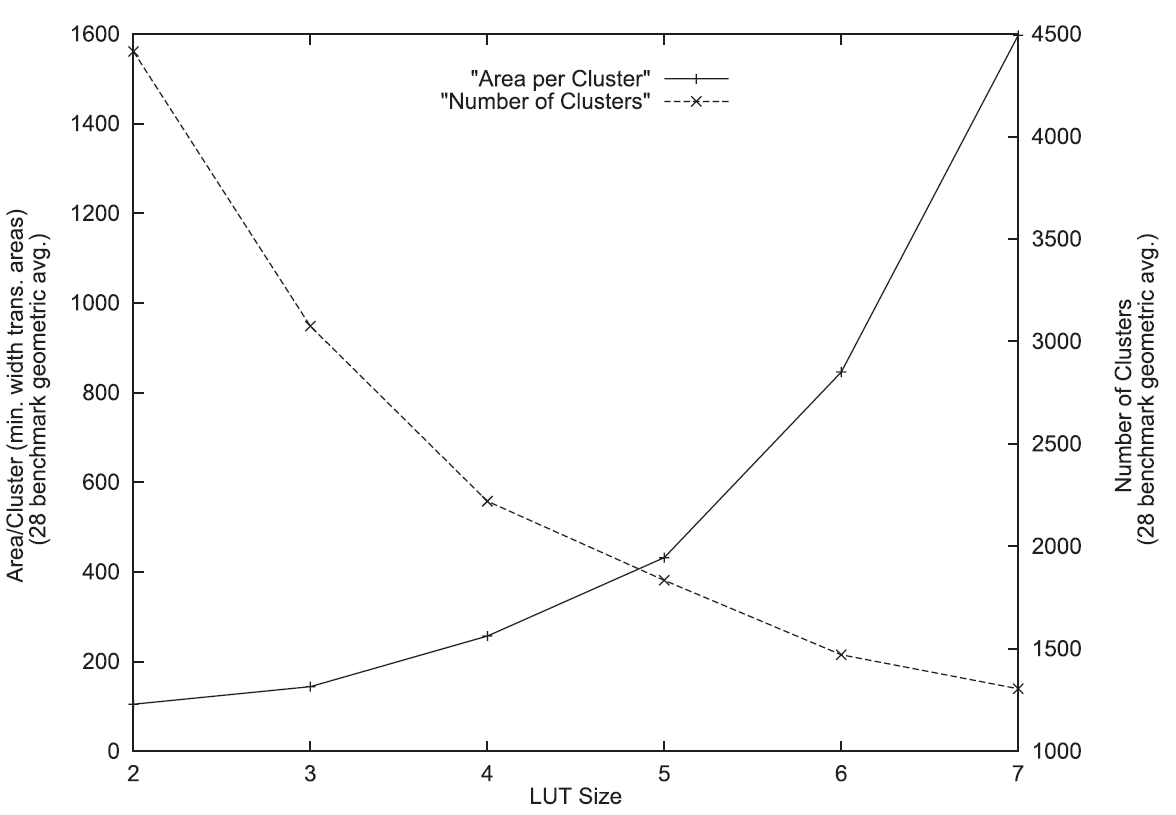 1600
1400
1200
1000
800
600
400
200
0
Area/Cluster (min. width trans. areas)
(28 benchmark geometric avg.)
"Area per Cluster"
"Number of Clusters"
4500
4000
3500
3000
2500
2000
1500
1000
Number of Clusters
(28 benchmark geometric avg.)
2 3 4 5 6 7
LUT Size